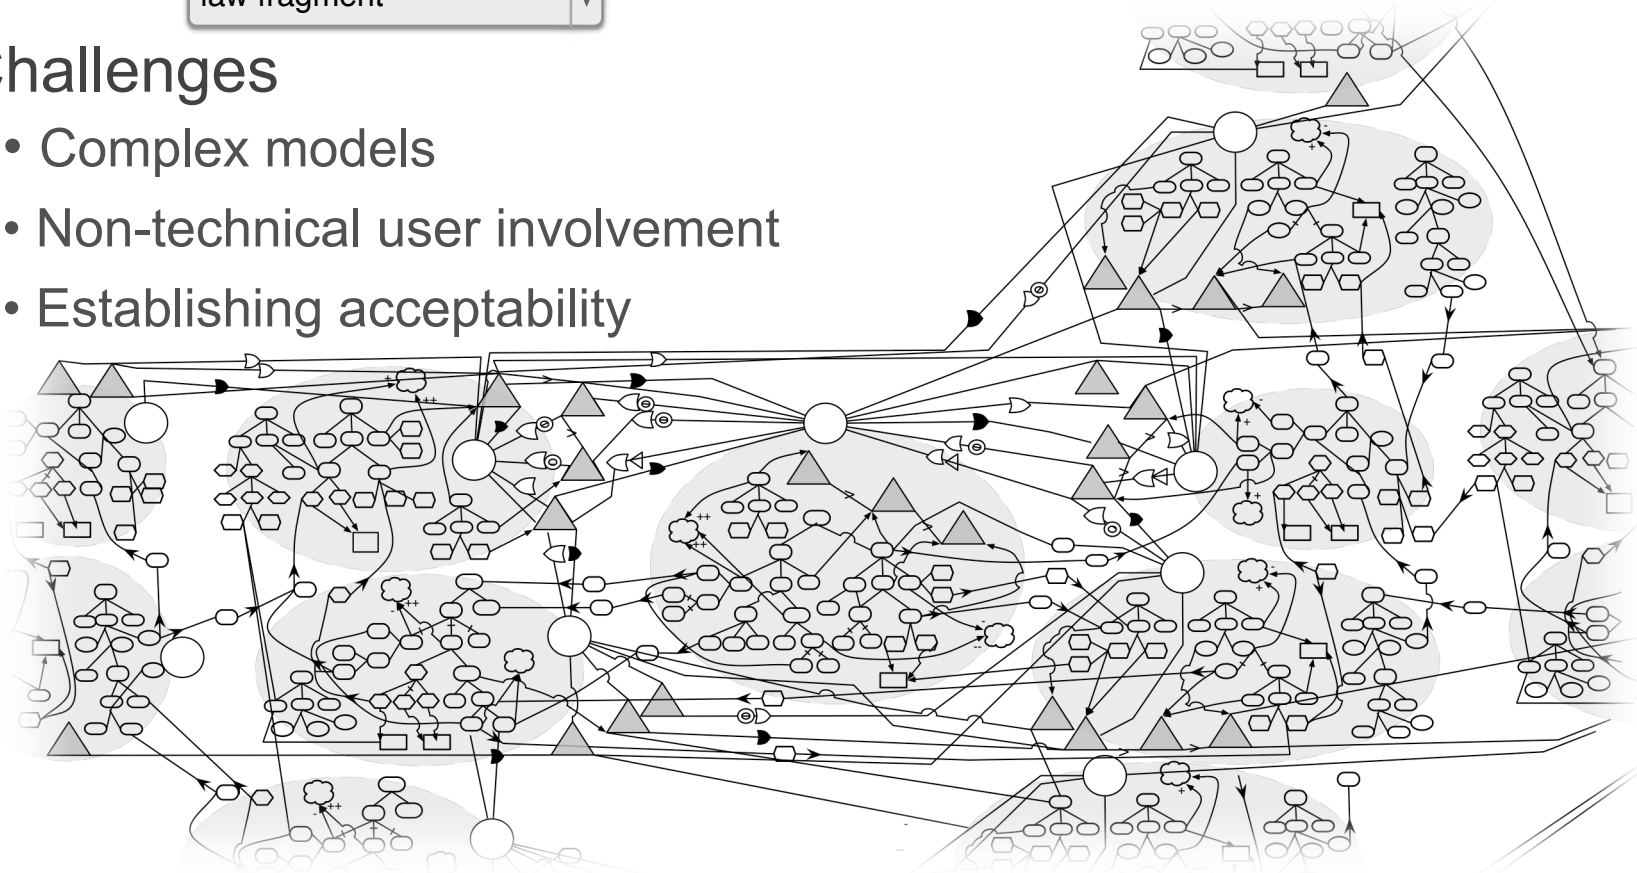 law fragment
Challenges
• Complex models
• Non-technical user involvement
• Establishing acceptability